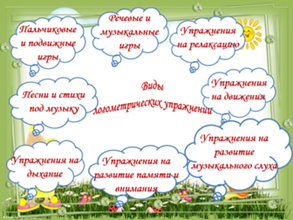 Пальчиковые
и подвижные
игры
Речевые и
музыкальные
игры
Упражнения
на релаксацию
Песни и стихи
под музыку
Виды
логометрических упражнений
Упражнения
на движения
Упражнения на
дыхание
Упражнения на
развитие памяти и
внимания
Упражнения на
развитие
музыкального слуха